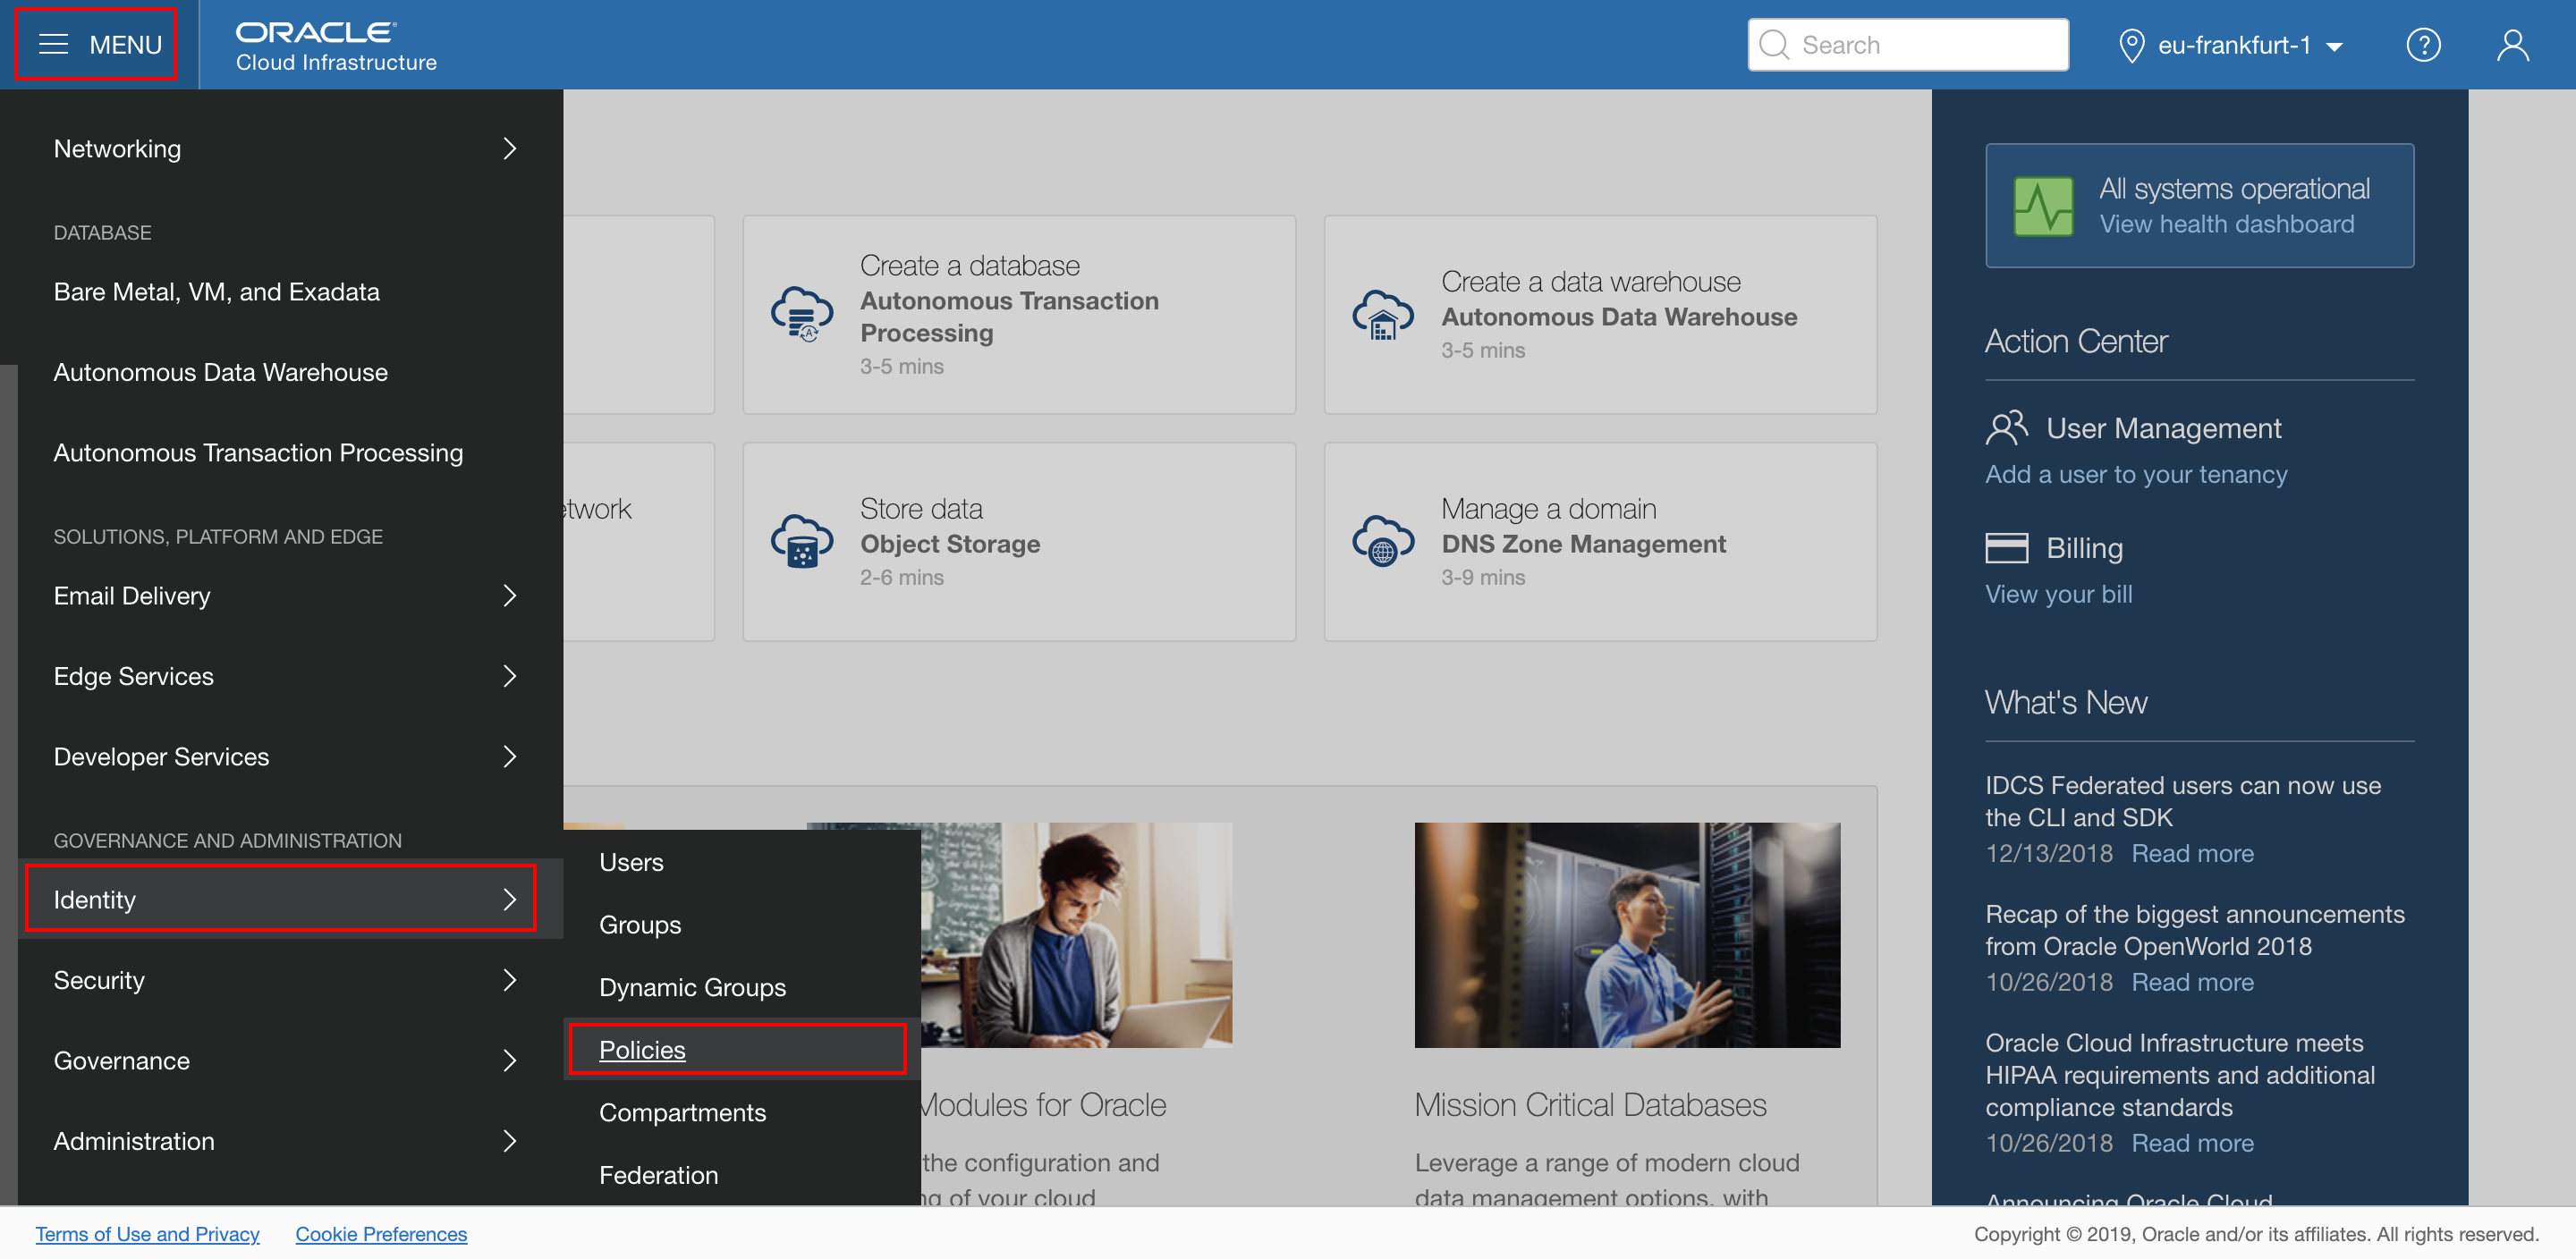 MENU
ORACLE
Cloud Infrastructure
Search
eu-frankfurt-1
Networking
DATABASE
Bare Metal, VM, and Exadata
Autonomous Data Warehouse
Autonomous Transaction Processing
SOLUTIONS, PLATFORM AND EDGE
Email Delivery
Edge Services
Developer Services
GOVERNANCE AND ADMINISTRATION
Identity
Security
Governance
Administration
Users
Groups
Dynamic Groups
Policies
Compartments
Federation
Create a database
Autonomous Transaction
Processing
3-5 mins
Create a data warehouse
Autonomous Data Warehouse
3-5 mins
etwork
Store data
Object Storage
2-6 mins
Manage a domain
DNS Zone Management
3-9 mins
Modules for Oracle
the configuration and
ng of your cloud
Mission Critical Databases
Leverage a range of modern cloud
data management options, with
All systems operational
View health dashboard
Action Center
User Management
Add a user to your tenancy
Billing
View your bill
What's New
IDCS Federated users can now use
the CLI and SDK
12/13/2018 Read more
Recap of the biggest announcements
from Oracle OpenWorld 2018
10/26/2018 Read more
Oracle Cloud Infrastructure meets
HIPAA requirements and additional
compliance standards
10/26/2018 Read more
Announcing Oracle Cloud
Terms of Use and Privacy
Cookie Preferences
Copyright © 2019, Oracle and/or its affiliates. All rights reserved.